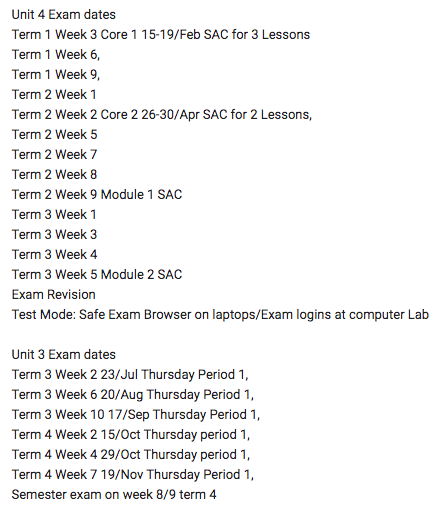 Unit 4 Exam dates
Term 1 Week 3 Core 1 15-19/Feb SAC for 3 Lessons
Term 1 Week 6,
Term 1 Week 9,
Term 2 Week 1
Term 2 Week 2 Core 2 26-30/Apr SAC for 2 Lessons,
Term 2 Week 5
Term 2 Week 7
Term 2 Week 8
Term 2 Week 9 Module 1 SAC
Term 3 Week 1
Term 3 Week 3
Term 3 Week 4
Term 3 Week 5 Module 2 SAC
Exam Revision
Test Mode: Safe Exam Browser on laptops/Exam logins at computer Lab
Unit 3 Exam dates
Term 3 Week 2 23/Jul Thursday Period 1,
Term 3 Week 6 20/Aug Thursday Period 1,
Term 3 Week 10 17/Sep Thursday Period 1,
Term 4 Week 2 15/Oct Thursday period 1,
Term 4 Week 4 29/Oct Thursday period 1,
Term 4 Week 7 19/Nov Thursday Period 1,
Semester exam on week 8/9 term 4